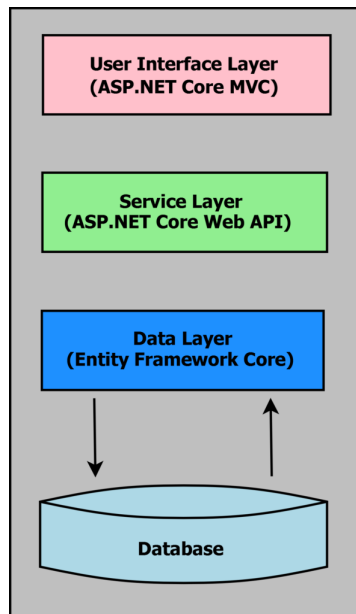 User Interface Layer
(ASP.NET Core MVC)
Service Layer
(ASP.NET Core Web API)
Data Layer
(Entity Framework Core)
Database